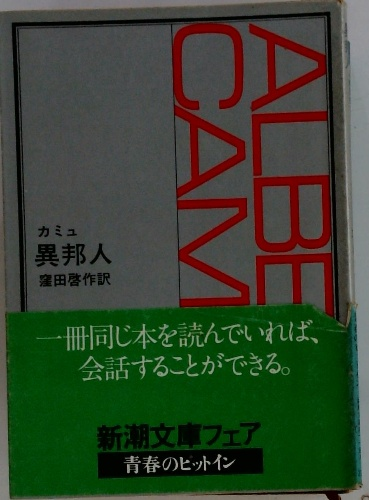 ALBE
CAM
カミュ
異邦人
窪田啓作訳
一冊同じ本を読んでいれば、
会話することができる。
新潮文庫フェア
青春のヒットイン